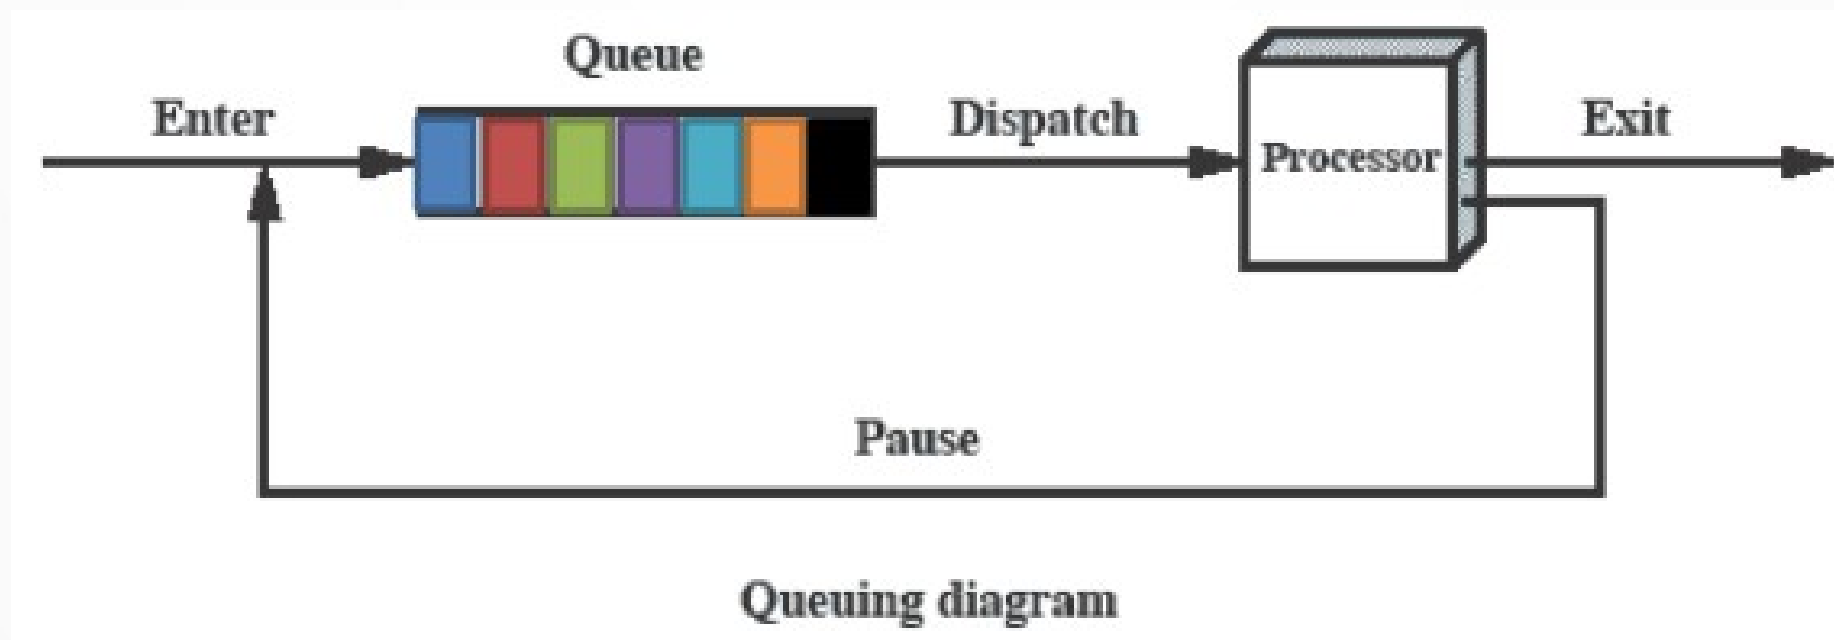 Queue
Enter
Dispatch
Processor
Exit
Pause
Queuing diagram